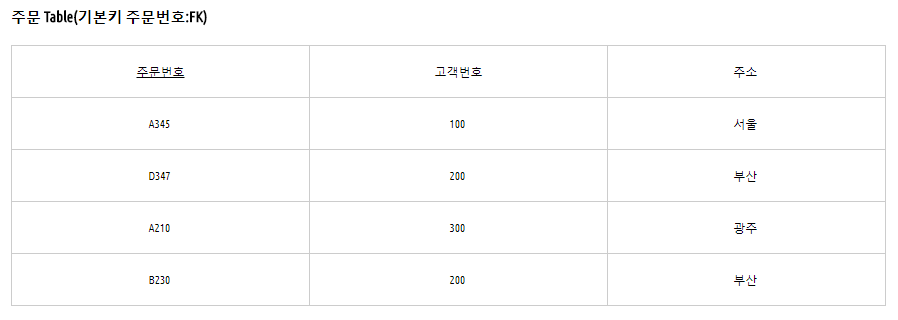 주문 Table(기본키 주문번호:FK)
주문번호 고객번호 주소
A345 100 서울
D347 200 부산
A210 300 광주
B230 200 부산